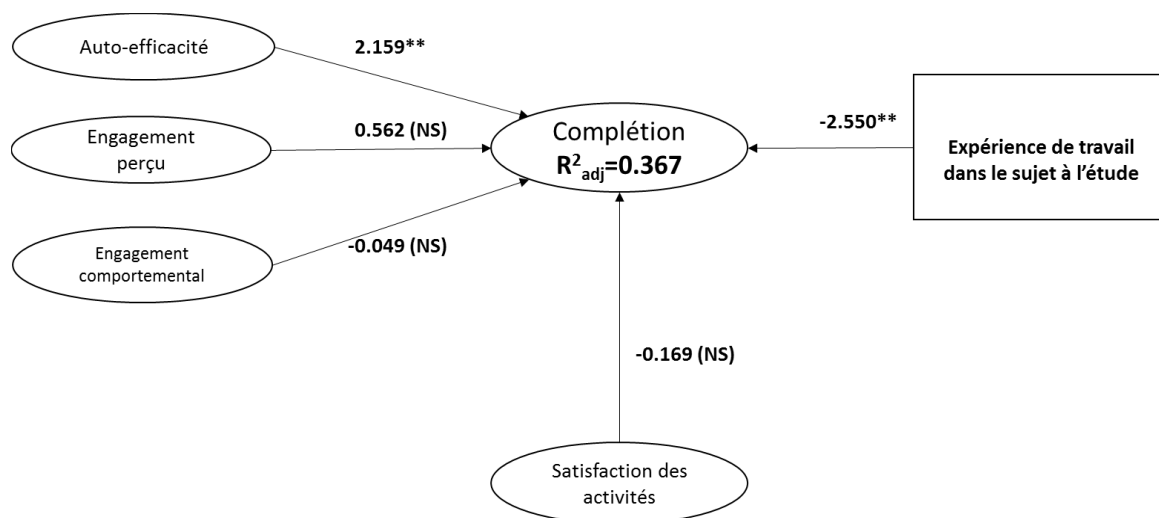 Auto-efficacité
2.159**
Engagement
perçu
0.562 (NS)
Complétion
R²adj=0.367
-2.550**
Expérience de travail
dans le sujet à l’étude
Engagement
comportemental
-0.049 (NS)
-0.169 (NS)
Satisfaction des
activités